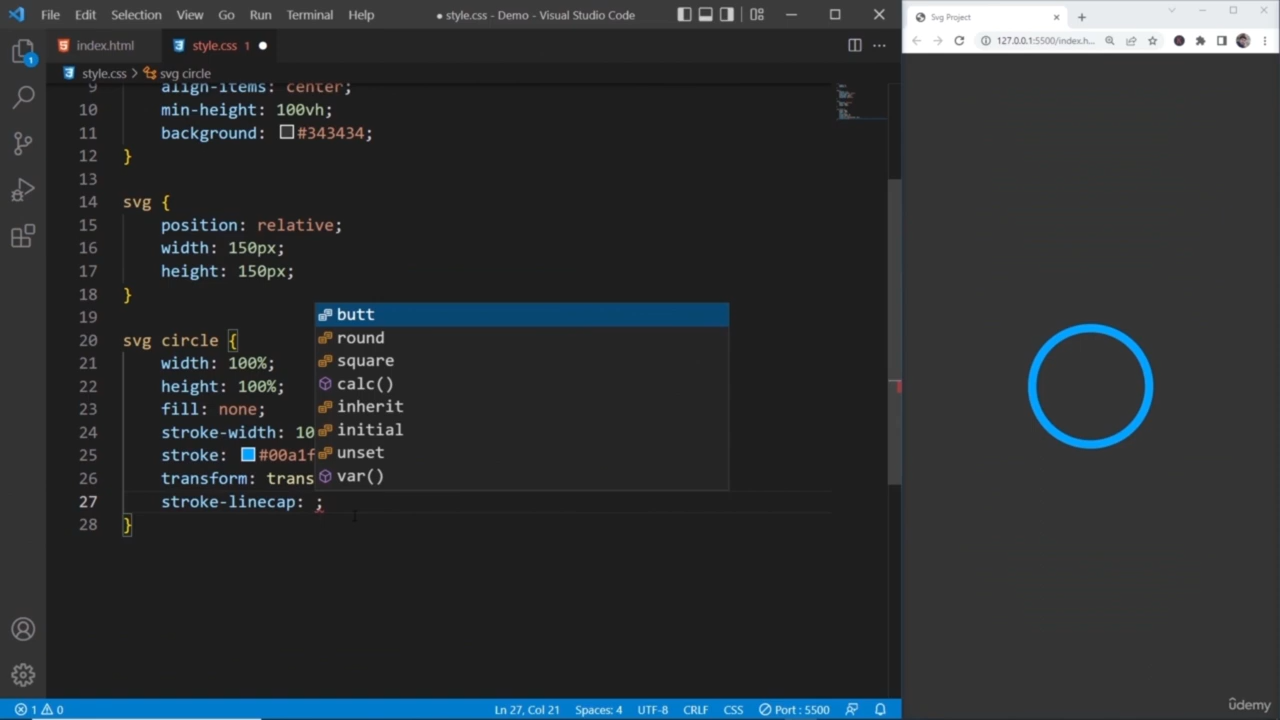 File Edit Selection View Go Run Terminal Help
● style.css - Demo - Visual Studio Code
index.html
style.css 1 ●
style.css > svg circle
9 align-items: center;
10 min-height: 100vh;
11 background: #343434;
12 }
13
14 svg {
15 position: relative;
16 width: 150px;
17 height: 150px;
18 }
19
20 svg circle {
21 width: 100%;
22 height: 100%;
23 fill: none;
24 stroke-width: 10
25 stroke: #00a1f
26 transform: trans
27 stroke-linecap: ;
28 }
butt
round
square
calc()
inherit
initial
unset
var()
1
1 0
Ln 27, Col 21 Spaces: 4 UTF-8 CRLF CSS Port : 5500
Svg Project
127.0.0.1:5500/index.h...
ûdemy